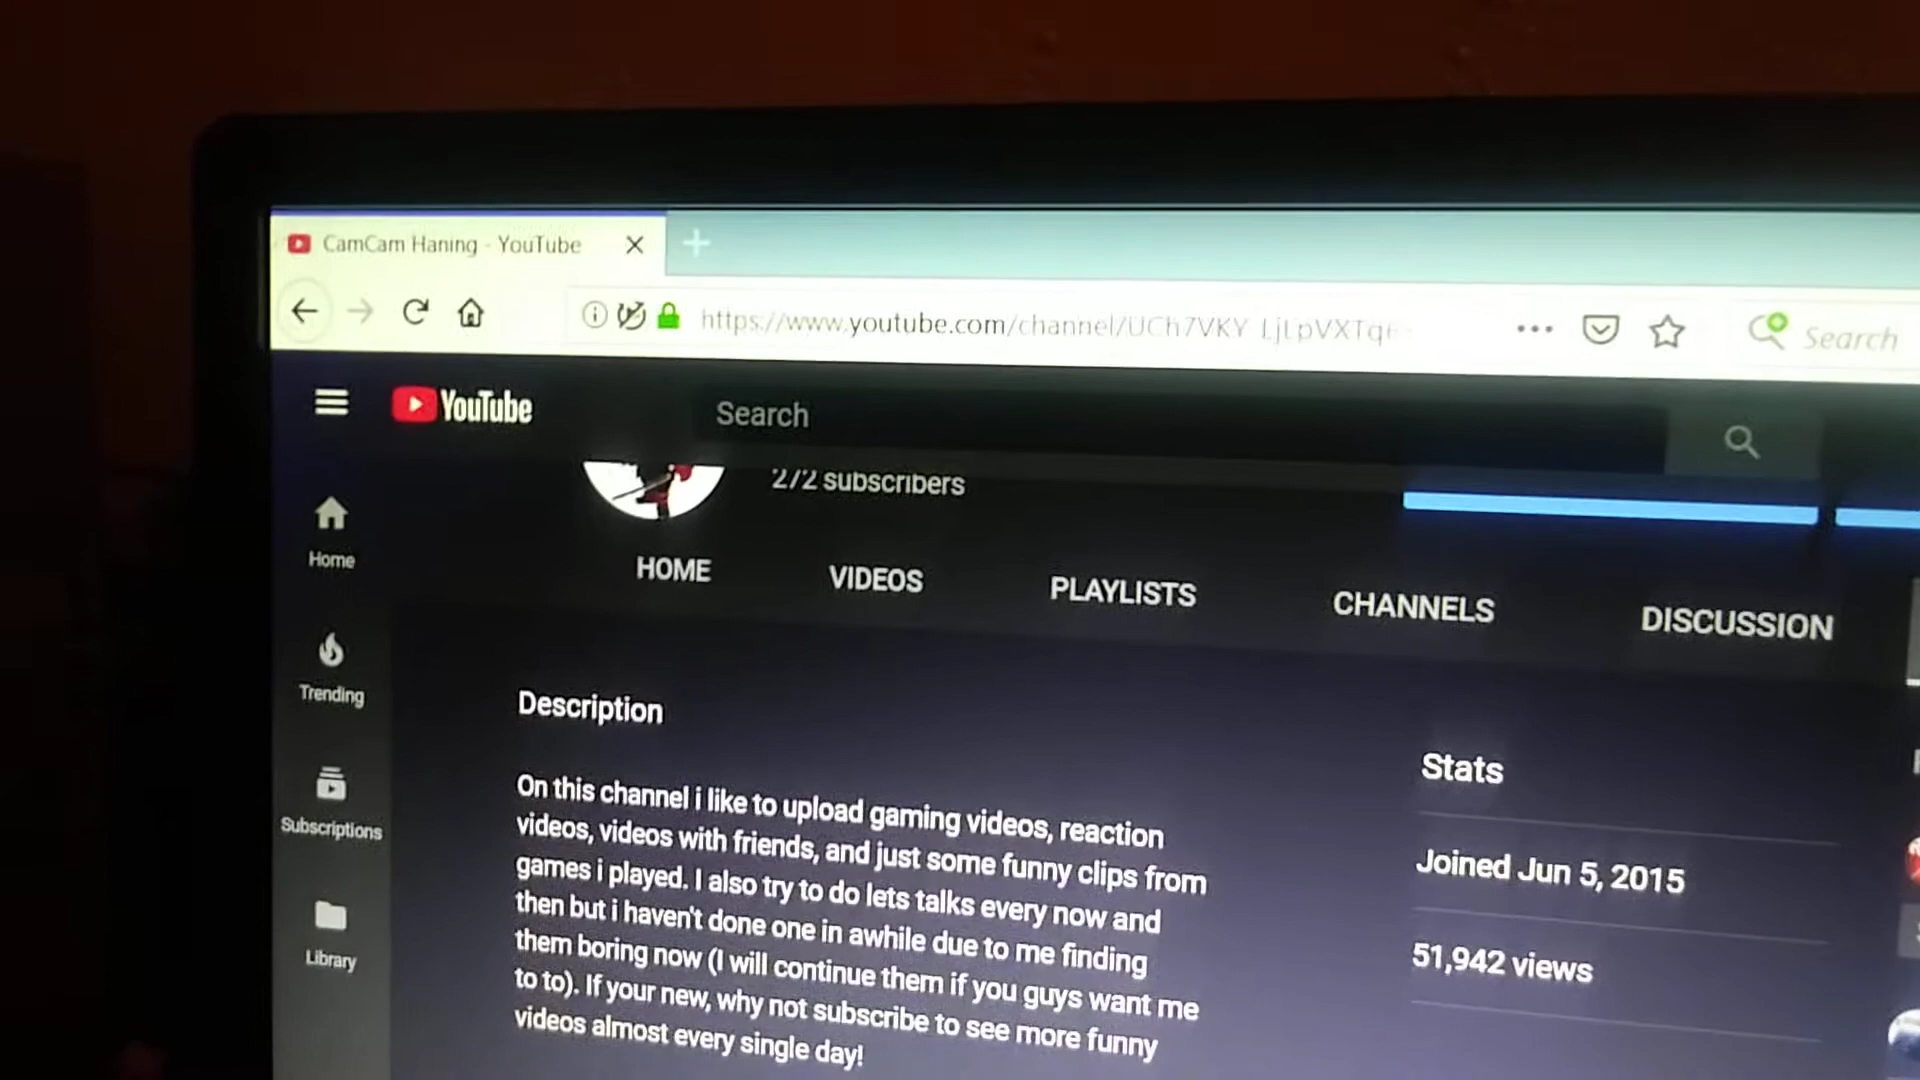 CamCam Haning - YouTube
https://www.youtube.com/channel/UCh7VKY
Search
YouTube
Search
272 subscribers
Home
HOME
VIDEOS
PLAYLISTS
CHANNELS
DISCUSSION
Trending
Subscriptions
Library
Description
On this channel i like to upload gaming videos, reaction
videos, videos with friends, and just some funny clips from
games i played. I also try to do lets talks every now and
then but i haven't done one in awhile due to me finding
them boring now (I will continue them if you guys want me
to to). If your new, why not subscribe to see more funny
videos almost every single day!
Stats
Joined Jun 5, 2015
51,942 views